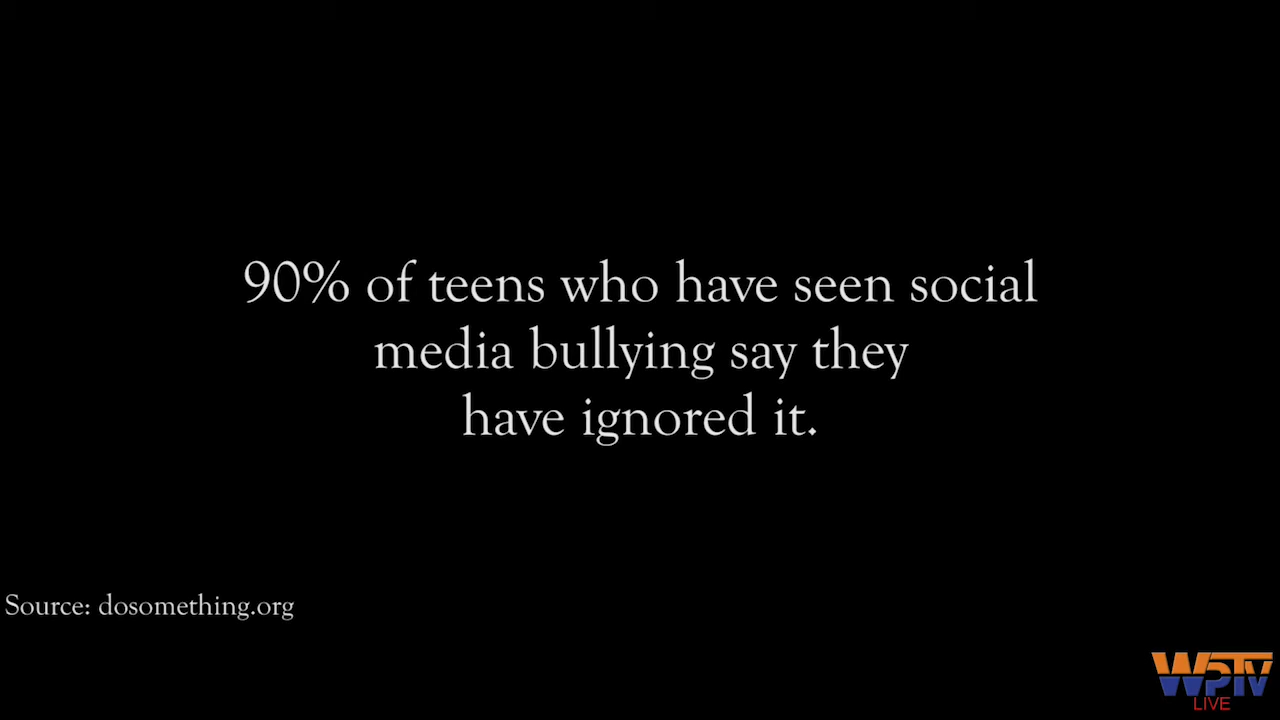 90% of teens who have seen social
media bullying say they
have ignored it.
Source: dosomething.org
WPTV
LIVE